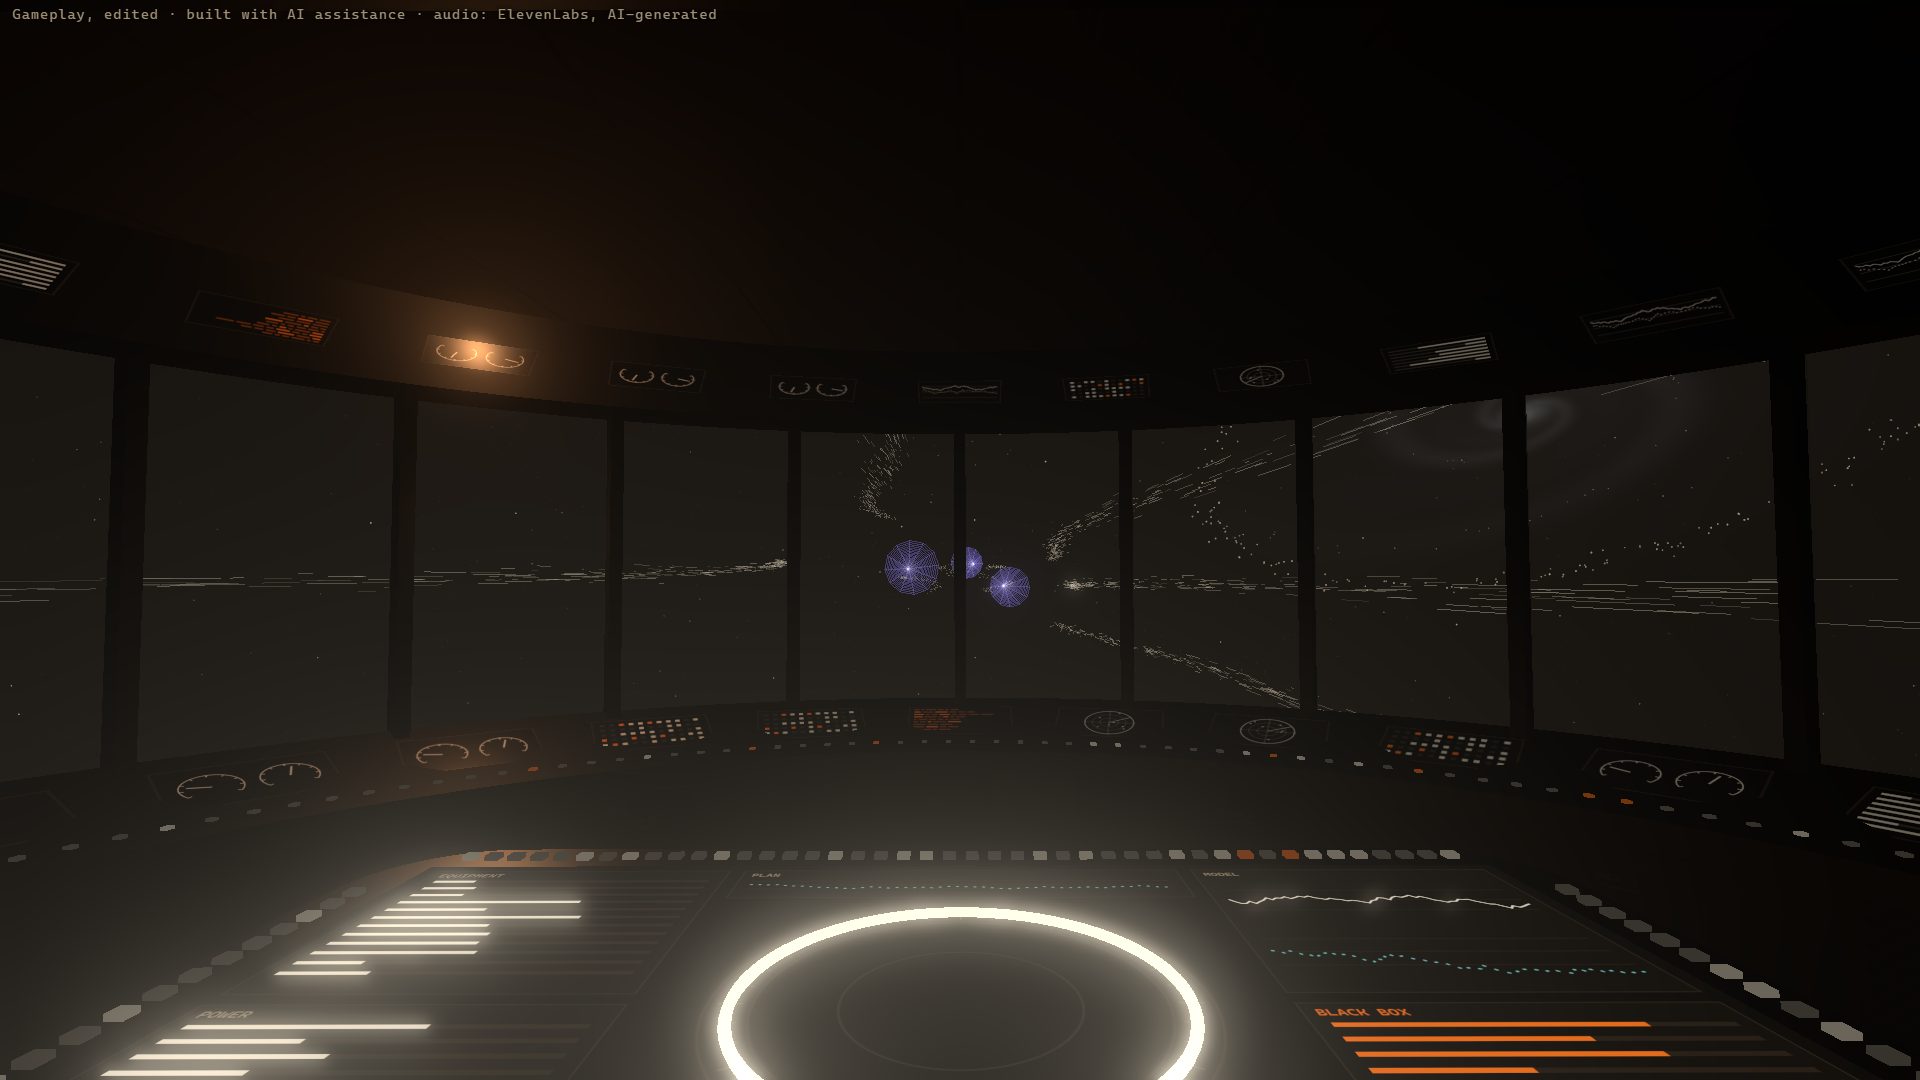 Gameplay, edited · built with AI assistance · audio: ElevenLabs, AI-generated
EQUIPMENT
PLAN
MODEL
POWER
BLACK BOX